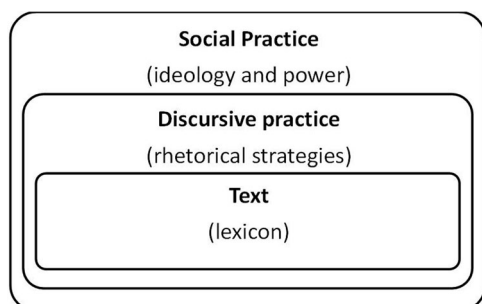 Social Practice
(ideology and power)
Discursive practice
(rhetorical strategies)
Text
(lexicon)